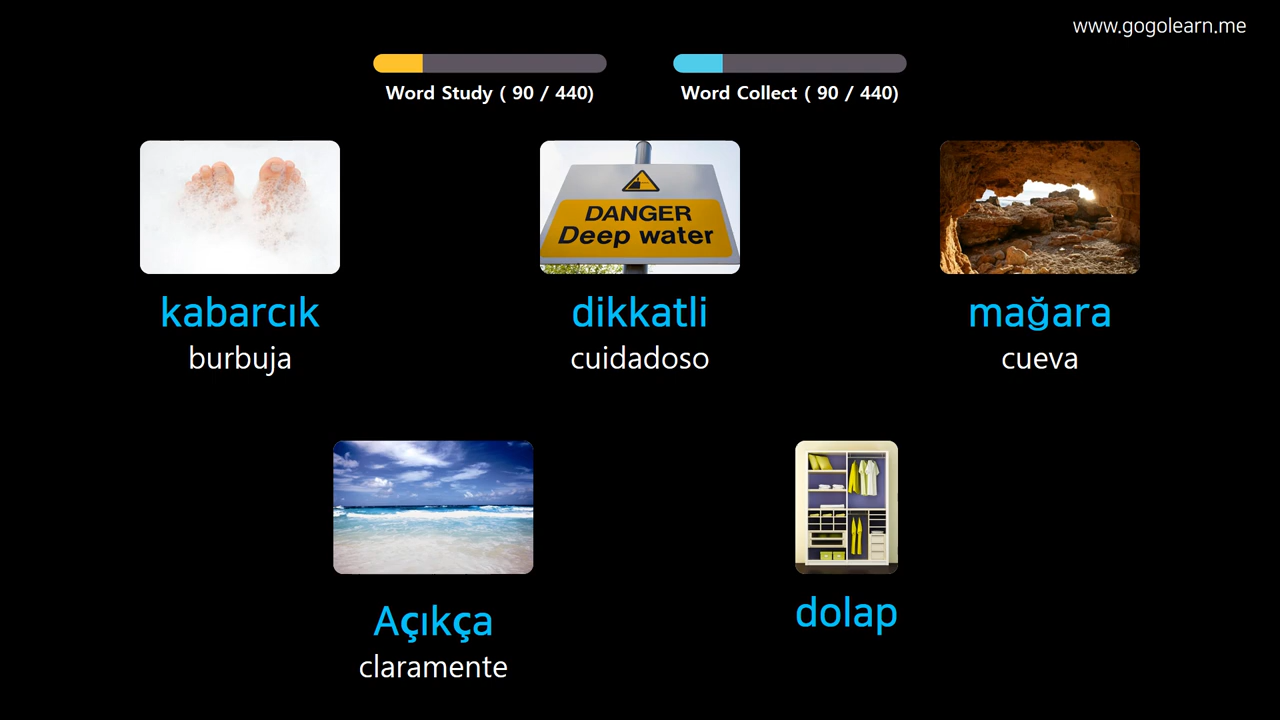 www.gogolearn.me
Word Study ( 90 / 440)
Word Collect ( 90 / 440)
DANGER
Deep water
kabarcık
burbuja
dikkatli
cuidadoso
mağara
cueva
Açıkça
claramente
dolap